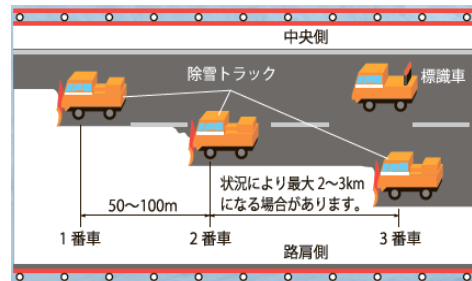 中央側
除雪トラック
標識車
状況により最大2～3km
になる場合があります。
50～100m
1番車
2番車
3番車
路肩側